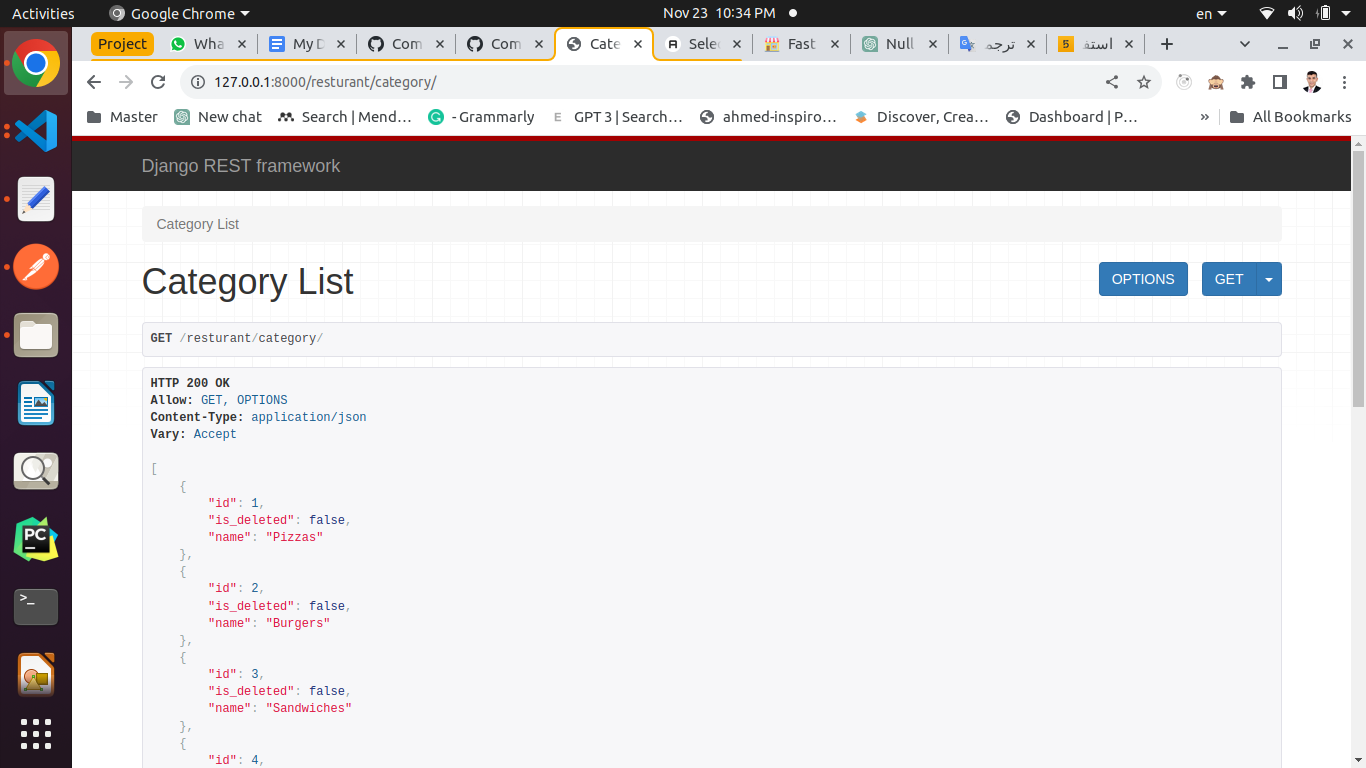 Activities
Google Chrome
Nov 23 10:34 PM
en
Project
Wha
My D
Com
Com
Cate
Selec
Fast
Null
ترجم
استف
127.0.0.1:8000/resturant/category/
Master
New chat
Search | Mend…
- Grammarly
GPT 3 | Search…
ahmed-inspiro…
Discover, Crea…
Dashboard | P…
»
All Bookmarks
Django REST framework
Category List
Category List
OPTIONS
GET
GET /resturant/category/
HTTP 200 OK
Allow: GET, OPTIONS
Content-Type: application/json
Vary: Accept
[
{
"id": 1,
"is_deleted": false,
"name": "Pizzas"
},
{
"id": 2,
"is_deleted": false,
"name": "Burgers"
},
{
"id": 3,
"is_deleted": false,
"name": "Sandwiches"
},
{
"id": 4,